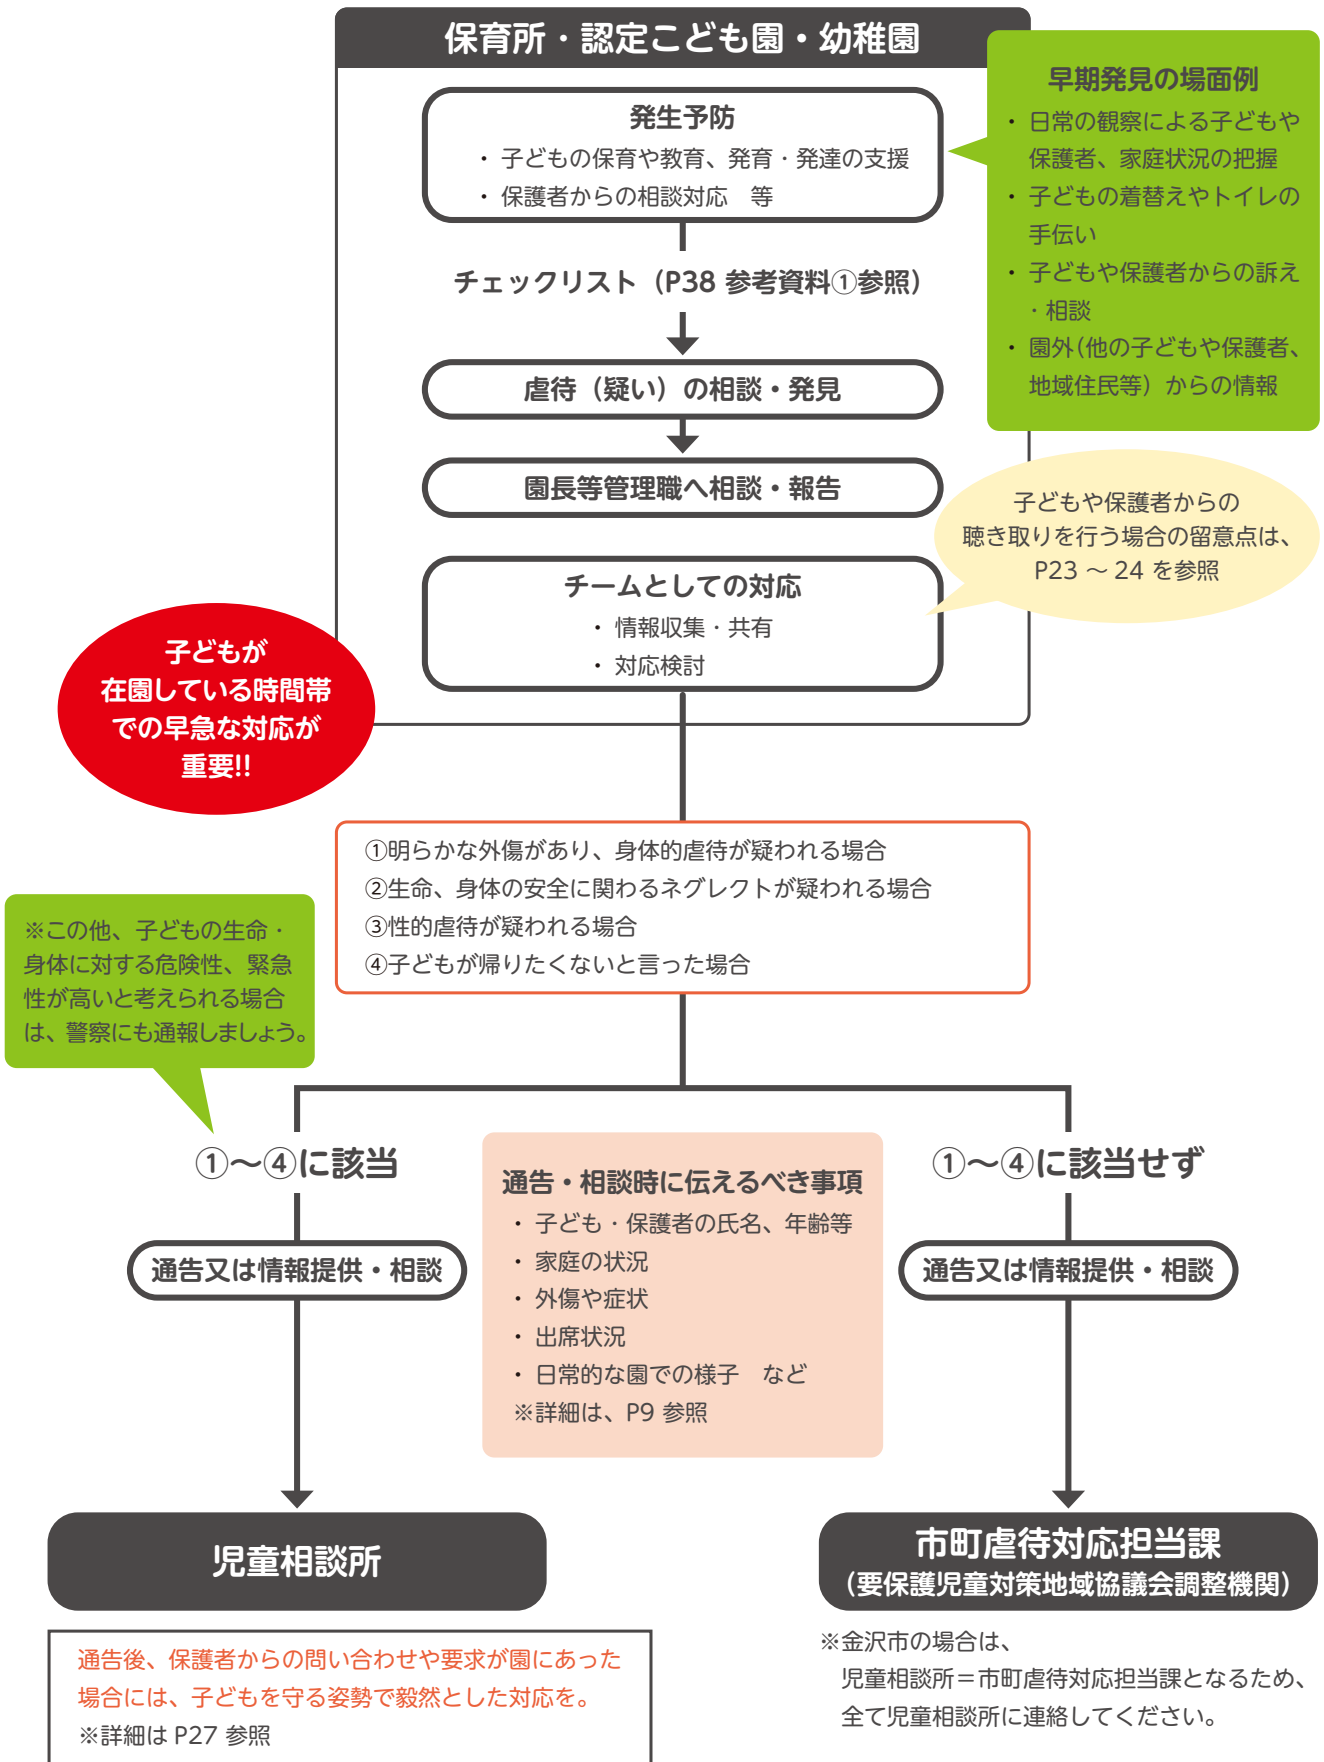 保育所・認定こども園・幼稚園
発生予防
・ 子どもの保育や教育、発育・発達の支援
・ 保護者からの相談対応　等
早期発見の場面例
・ 日常の観察による子どもや
保護者、家庭状況の把握
・ 子どもの着替えやトイレの
手伝い
・ 子どもや保護者からの訴え
・相談
・ 園外（他の子どもや保護者、
地域住民等）からの情報
チェックリスト（P38 参考資料①参照）
虐待（疑い）の相談・発見
園長等管理職へ相談・報告
子どもや保護者からの
聴き取りを行う場合の留意点は、
P23 ～ 24 を参照
チームとしての対応
・ 情報収集・共有
・ 対応検討
子どもが
在園している時間帯
での早急な対応が
重要!!
①明らかな外傷があり、身体的虐待が疑われる場合
②生命、身体の安全に関わるネグレクトが疑われる場合
③性的虐待が疑われる場合
④子どもが帰りたくないと言った場合
※この他、子どもの生命・
身体に対する危険性、緊急
性が高いと考えられる場合
は、警察にも通報しましょう。
①～④に該当
通告又は情報提供・相談
通告・相談時に伝えるべき事項
・ 子ども・保護者の氏名、年齢等
・ 家庭の状況
・ 外傷や症状
・ 出席状況
・ 日常的な園での様子　など
※詳細は、P9 参照
①～④に該当せず
通告又は情報提供・相談
児童相談所
通告後、保護者からの問い合わせや要求が園にあった
場合には、子どもを守る姿勢で毅然とした対応を。
※詳細は P27 参照
市町虐待対応担当課
（要保護児童対策地域協議会調整機関）
※金沢市の場合は、
児童相談所＝市町虐待対応担当課となるため、
全て児童相談所に連絡してください。